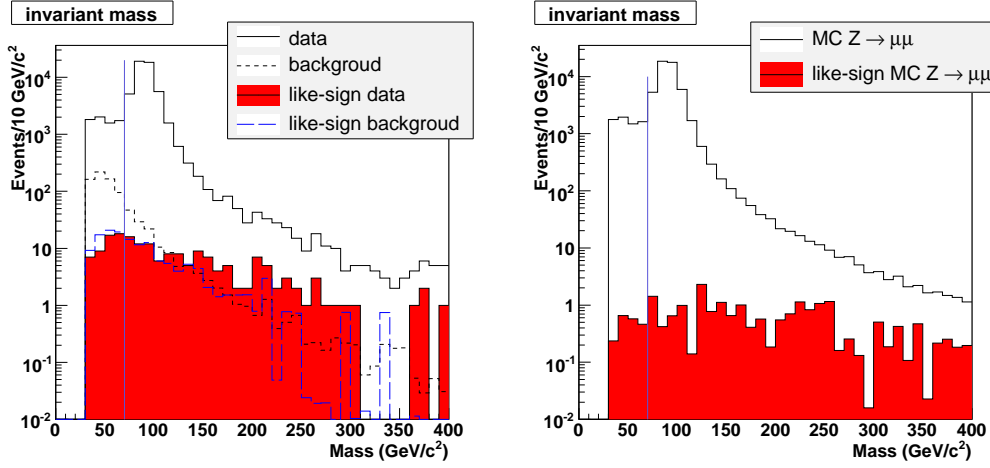 invariant mass
data
backgroud
like-sign data
like-sign backgroud
Events/10 GeV/c²
10⁴
10³
10²
10
1
10⁻¹
10⁻²
0 50 100 150 200 250 300 350 400
Mass (GeV/c²)
invariant mass
MC Z → μμ
like-sign MC Z → μμ
Events/10 GeV/c²
10⁴
10³
10²
10
1
10⁻¹
10⁻²
0 50 100 150 200 250 300 350 400
Mass (GeV/c²)